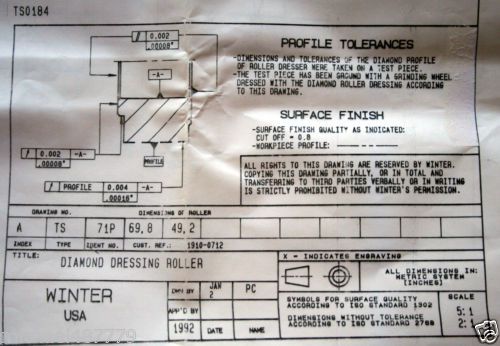 TS0184
0.002
.00008"
-A-
PROFILE TOLERANCES
-DIMENSIONS AND TOLERANCES OF THE DIAMOND PROFILE
OF ROLLER DRESSER WERE TAKEN ON A TEST PIECE.
-THE TEST PIECE HAS BEEN GROUND WITH A GRINDING WHEEL
DRESSED WITH THE DIAMOND ROLLER DRESSING ACCORDING
TO THIS DRAWING.
SURFACE FINISH
-SURFACE FINISH QUALITY AS INDICATED:
CUT OFF = 0.8
-WORKPIECE PROFILE:
0.002 -A-
.00008"
PROFILE
PROFILE 0.004 -A-
.00016"
ALL RIGHTS TO THIS DRAWING ARE RESERVED BY WINTER.
COPYING THIS DRAWING PARTIALLY, OR IN TOTAL AND
TRANSFERRING TO THIRD PARTIES VERBALLY OR IN WRITING
IS STRICTLY PROHIBITED WITHOUT WINTER'S PERMISSION.
DRAWING NO. DIMENSIONS OF ROLLER
A TS 71P 69,8 49,2
INDEX TYPE IDENT NO. CUST. REF.: 1910-0712
TITLE:
DIAMOND DRESSING ROLLER
X = INDICATES ENGRAVING
ALL DIMENSIONS IN:
METRIC SYSTEM
(INCHES)
WINTER
USA
DWN BY JAN 2 PC
APP'D BY
1992 DATE NAME
SYMBOLS FOR SURFACE QUALITY
ACCORDING TO ISO STANDARD 1302
DIMENSIONS WITHOUT TOLERANCE
ACCORDING TO ISO STANDARD 2768
SCALE
5:1
2:1